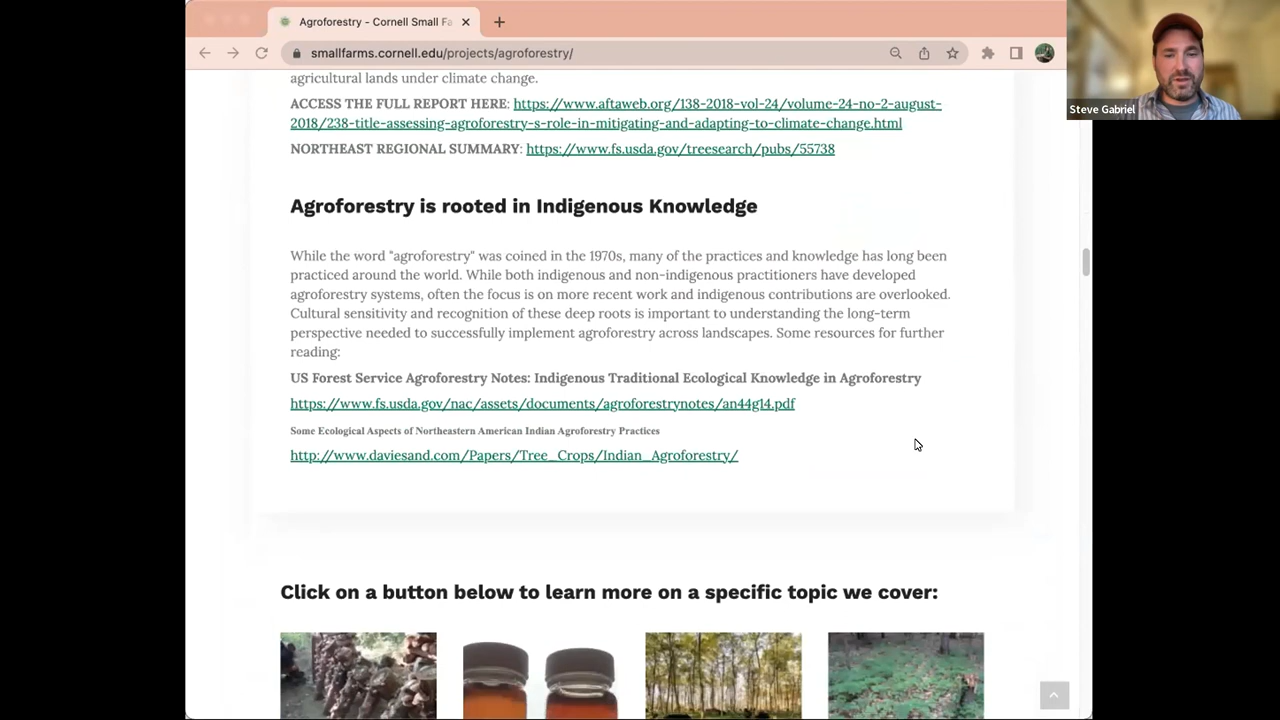 Agroforestry - Cornell Small Fa
smallfarms.cornell.edu/projects/agroforestry/
Steve Gabriel
agricultural lands under climate change.
ACCESS THE FULL REPORT HERE: https://www.aftaweb.org/138-2018-vol-24/volume-24-no-2-august-
2018/238-title-assessing-agroforestry-s-role-in-mitigating-and-adapting-to-climate-change.html
NORTHEAST REGIONAL SUMMARY: https://www.fs.usda.gov/treesearch/pubs/55738
Agroforestry is rooted in Indigenous Knowledge
While the word "agroforestry" was coined in the 1970s, many of the practices and knowledge has long been
practiced around the world. While both indigenous and non-indigenous practitioners have developed
agroforestry systems, often the focus is on more recent work and indigenous contributions are overlooked.
Cultural sensitivity and recognition of these deep roots is important to understanding the long-term
perspective needed to successfully implement agroforestry across landscapes. Some resources for further
reading:
US Forest Service Agroforestry Notes: Indigenous Traditional Ecological Knowledge in Agroforestry
https://www.fs.usda.gov/nac/assets/documents/agroforestrynotes/an44g14.pdf
Some Ecological Aspects of Northeastern American Indian Agroforestry Practices
http://www.daviesand.com/Papers/Tree_Crops/Indian_Agroforestry/
Click on a button below to learn more on a specific topic we cover: